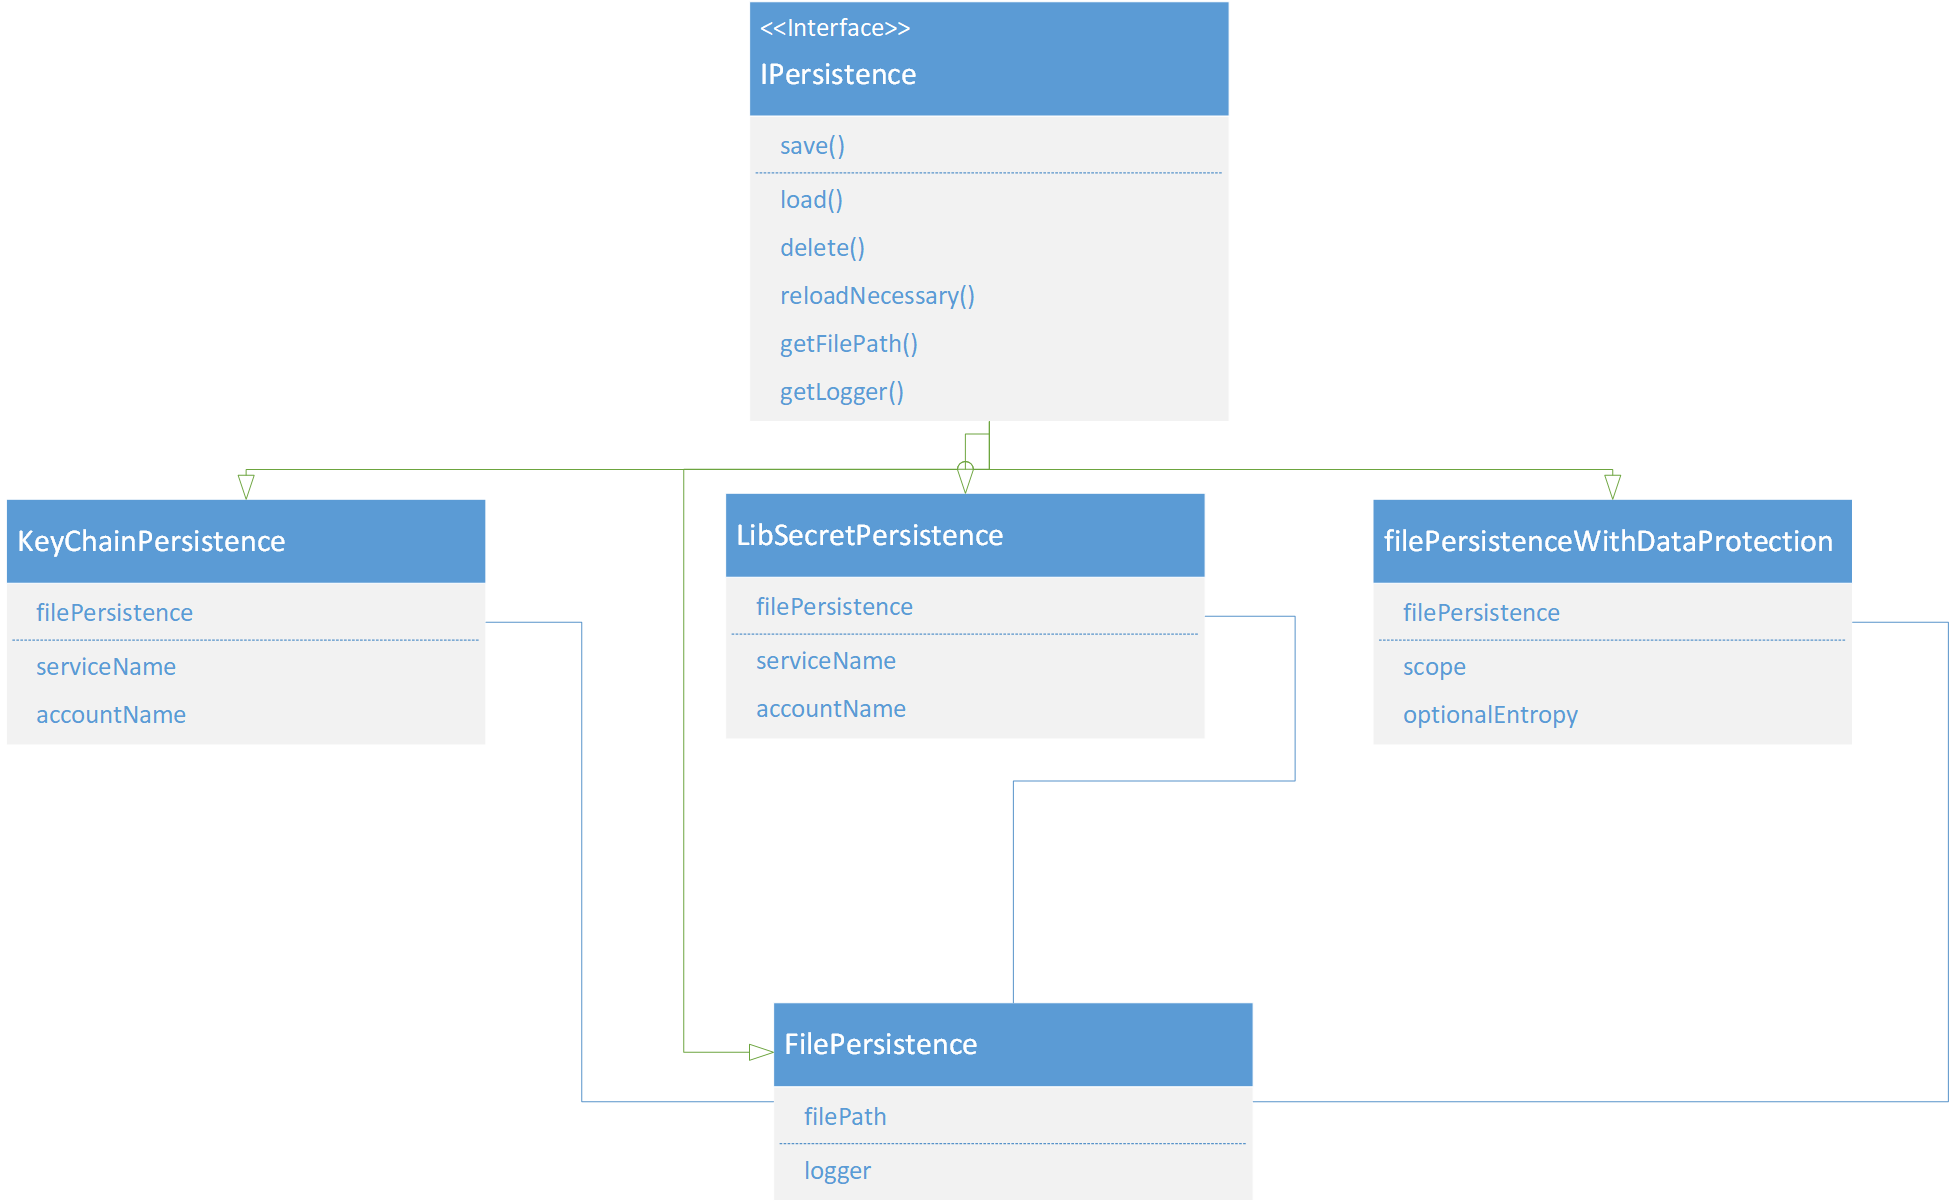 <<Interface>>
IPersistence
save()
load()
delete()
reloadNecessary()
getFilePath()
getLogger()
KeyChainPersistence
filePersistence
serviceName
accountName
LibSecretPersistence
filePersistence
serviceName
accountName
filePersistenceWithDataProtection
filePersistence
scope
optionalEntropy
FilePersistence
filePath
logger